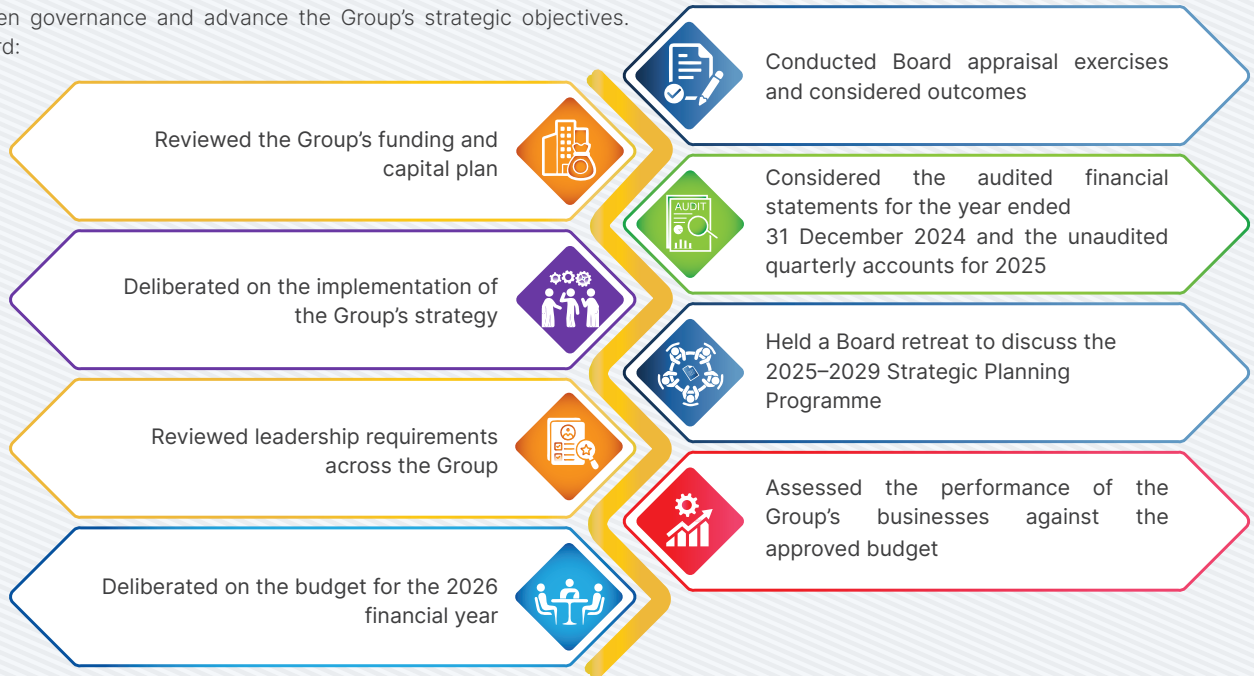 governance and advance the Group's strategic objectives.
Conducted Board appraisal exercises
and considered outcomes
Reviewed the Group's funding and
capital plan
Considered the audited financial
statements for the year ended
31 December 2024 and the unaudited
quarterly accounts for 2025
AUDIT
Deliberated on the implementation of
the Group's strategy
Held a Board retreat to discuss the
2025–2029 Strategic Planning
Programme
Reviewed leadership requirements
across the Group
Assessed the performance of the
Group's businesses against the
approved budget
Deliberated on the budget for the 2026
financial year